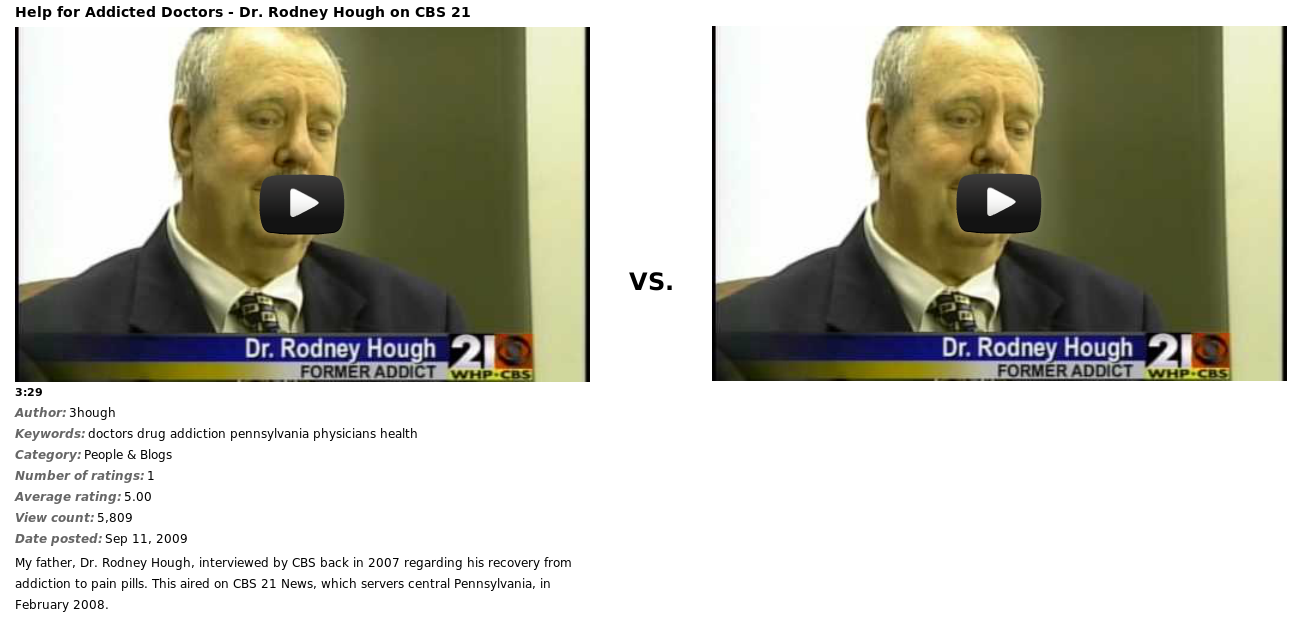 Help for Addicted Doctors - Dr. Rodney Hough on CBS 21
Dr. Rodney Hough
FORMER ADDICT
21
WHP•CBS
VS.
Dr. Rodney Hough
FORMER ADDICT
21
WHP•CBS
3:29
Author: 3hough
Keywords: doctors drug addiction pennsylvania physicians health
Category: People & Blogs
Number of ratings: 1
Average rating: 5.00
View count: 5,809
Date posted: Sep 11, 2009
My father, Dr. Rodney Hough, interviewed by CBS back in 2007 regarding his recovery from
addiction to pain pills. This aired on CBS 21 News, which servers central Pennsylvania, in
February 2008.